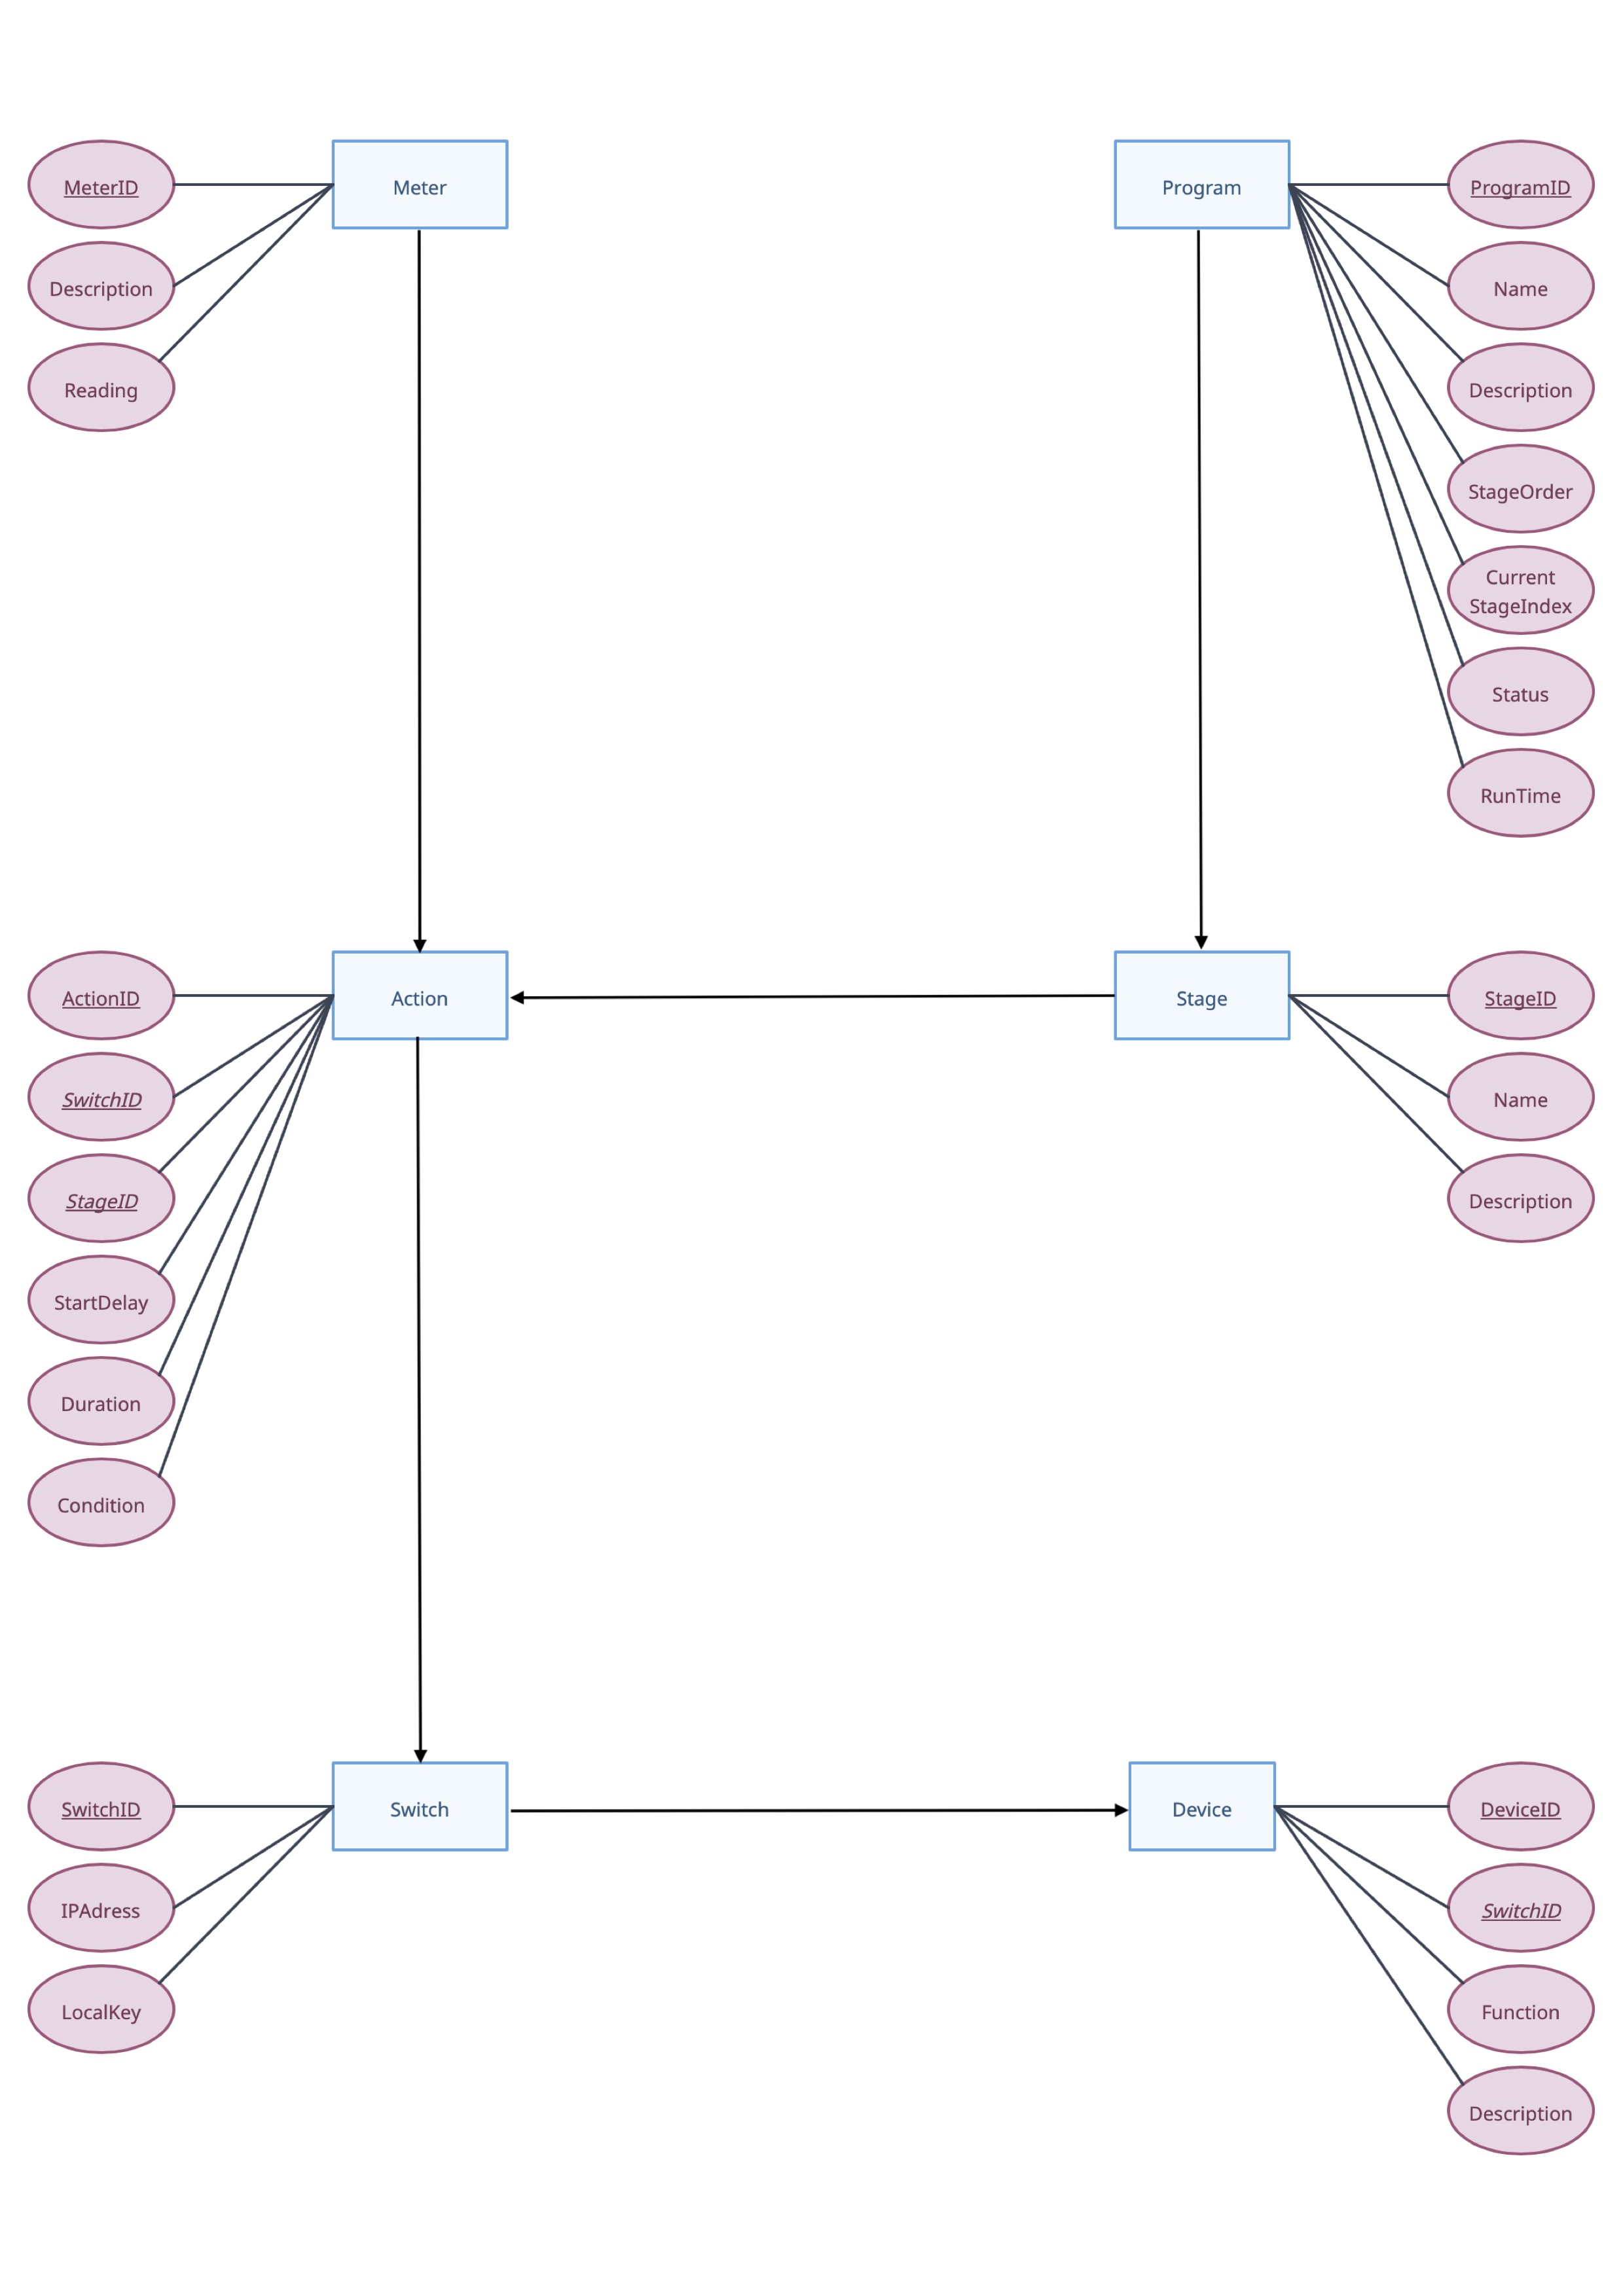 MeterID
Meter
Program
ProgramID
Description
Name
Reading
Description
StageOrder
Current
StageIndex
Status
RunTime
ActionID
Action
Stage
StageID
SwitchID
Name
StageID
Description
StartDelay
Duration
Condition
SwitchID
Switch
Device
DeviceID
IPAdress
SwitchID
LocalKey
Function
Description